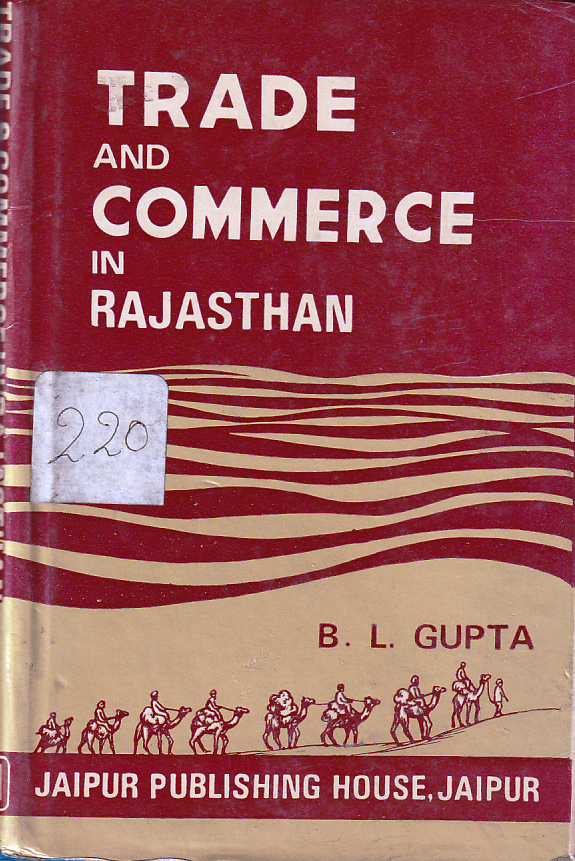 TRADE
AND
COMMERCE
IN
RAJASTHAN
220
B. L. GUPTA
JAIPUR PUBLISHING HOUSE, JAIPUR